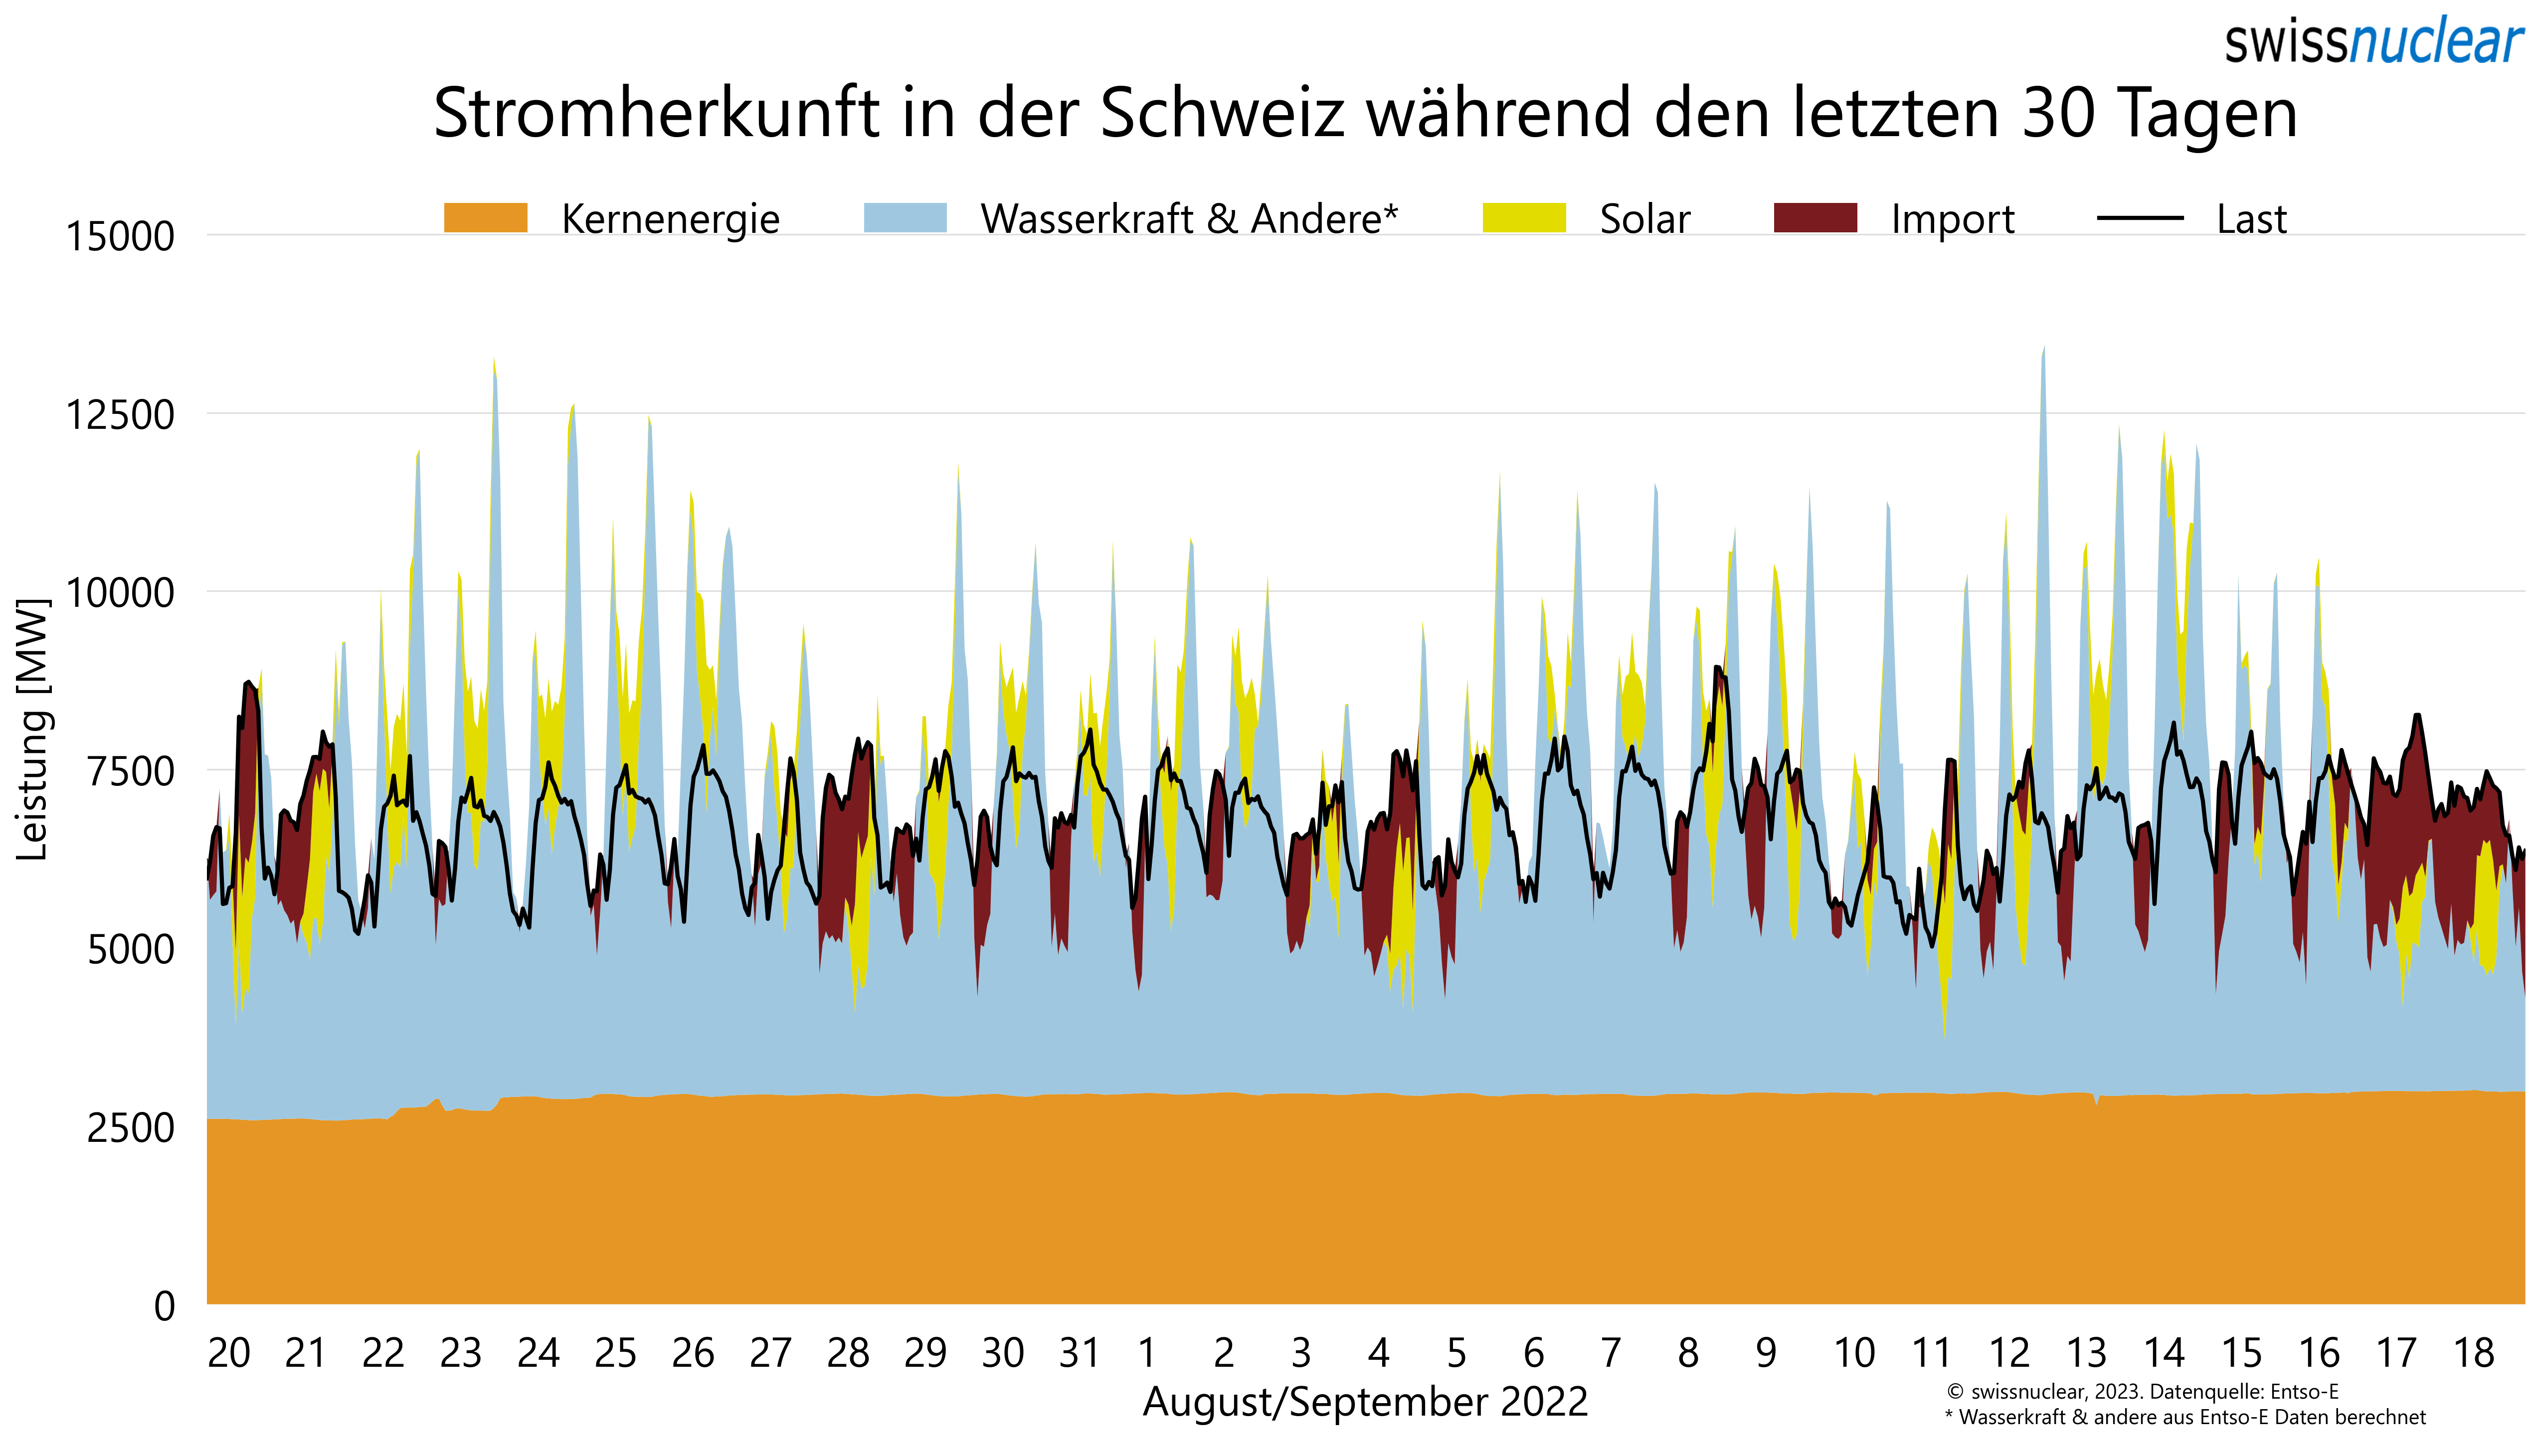 swissnuclear
Stromherkunft in der Schweiz während den letzten 30 Tagen
Kernenergie Wasserkraft & Andere* Solar Import Last
15000
12500
10000
7500
5000
2500
0
Leistung [MW]
20 21 22 23 24 25 26 27 28 29 30 31 1 2 3 4 5 6 7 8 9 10 11 12 13 14 15 16 17 18
August/September 2022
© swissnuclear, 2023. Datenquelle: Entso-E
* Wasserkraft & andere aus Entso-E Daten berechnet